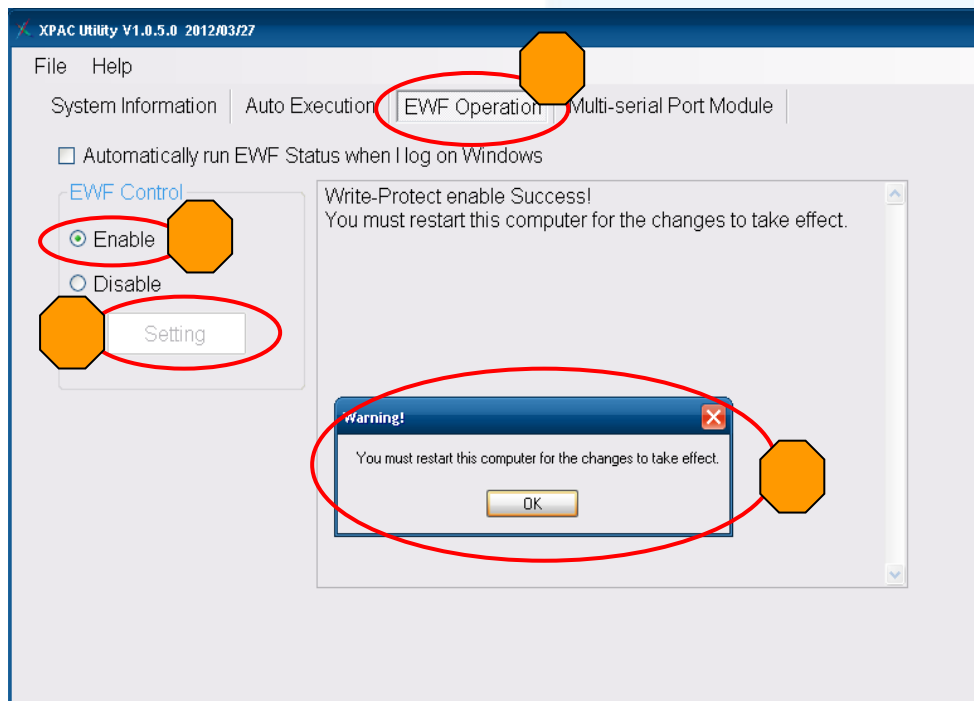 XPAC Utility V1.0.5.0 2012/03/27
File Help
System Information Auto Execution EWF Operation Multi-serial Port Module
Automatically run EWF Status when I log on Windows
EWF Control
Enable
Disable
Setting
Write-Protect enable Success!
You must restart this computer for the changes to take effect.
Warning!
You must restart this computer for the changes to take effect.
OK